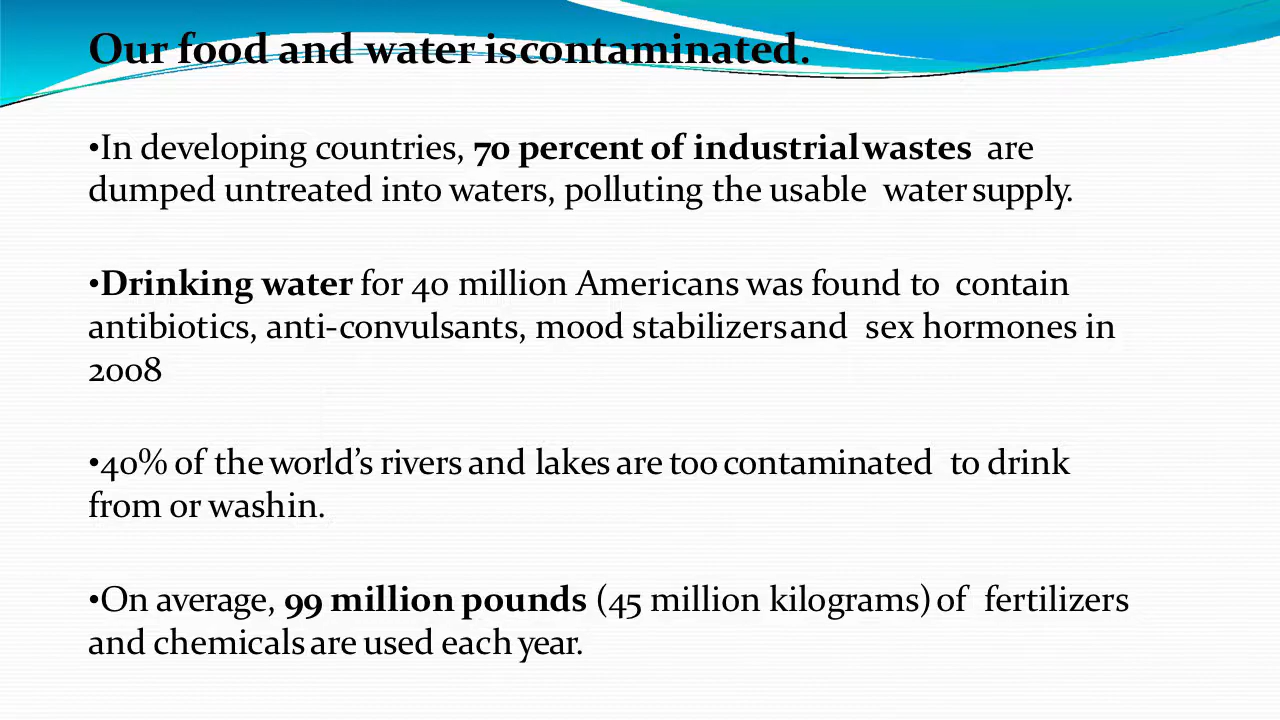 Our food and water iscontaminated.
•In developing countries, 70 percent of industrialwastes are
dumped untreated into waters, polluting the usable water supply.
•Drinking water for 40 million Americans was found to contain
antibiotics, anti-convulsants, mood stabilizersand sex hormones in
2008
•40% of the world’s rivers and lakes are too contaminated to drink
from or washin.
•On average, 99 million pounds (45 million kilograms) of fertilizers
and chemicals are used each year.